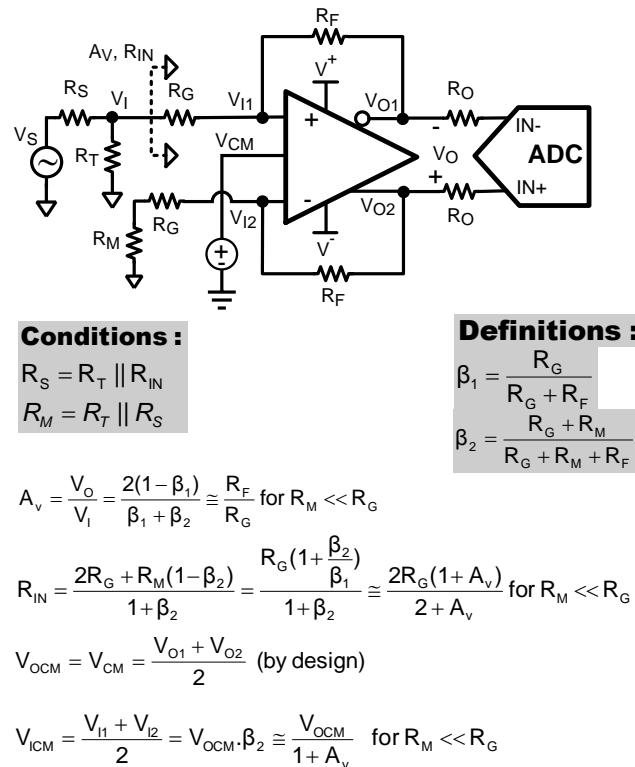 R_F
A_V, R_IN
V^+
R_S V_I R_G V_I1 V_O1 R_O
V_S + - IN-
R_T V_CM V_O ADC
- + IN+
R_G V_I2 V_O2 R_O
R_M V^-
+
-
R_F
Conditions :
R_S = R_T || R_IN
R_M = R_T || R_S
Definitions :
β_1 = R_G / (R_G + R_F)
β_2 = (R_G + R_M) / (R_G + R_M + R_F)
A_v = V_O / V_I = 2(1 - β_1) / (β_1 + β_2) ≅ R_F / R_G for R_M << R_G
R_IN = (2R_G + R_M(1 - β_2)) / (1 + β_2) = R_G(1 + β_2 / β_1) / (1 + β_2) ≅ 2R_G(1 + A_v) / (2 + A_v) for R_M << R_G
V_OCM = V_CM = (V_O1 + V_O2) / 2 (by design)
V_ICM = (V_I1 + V_I2) / 2 = V_OCM.β_2 ≅ V_OCM / (1 + A_v) for R_M << R_G